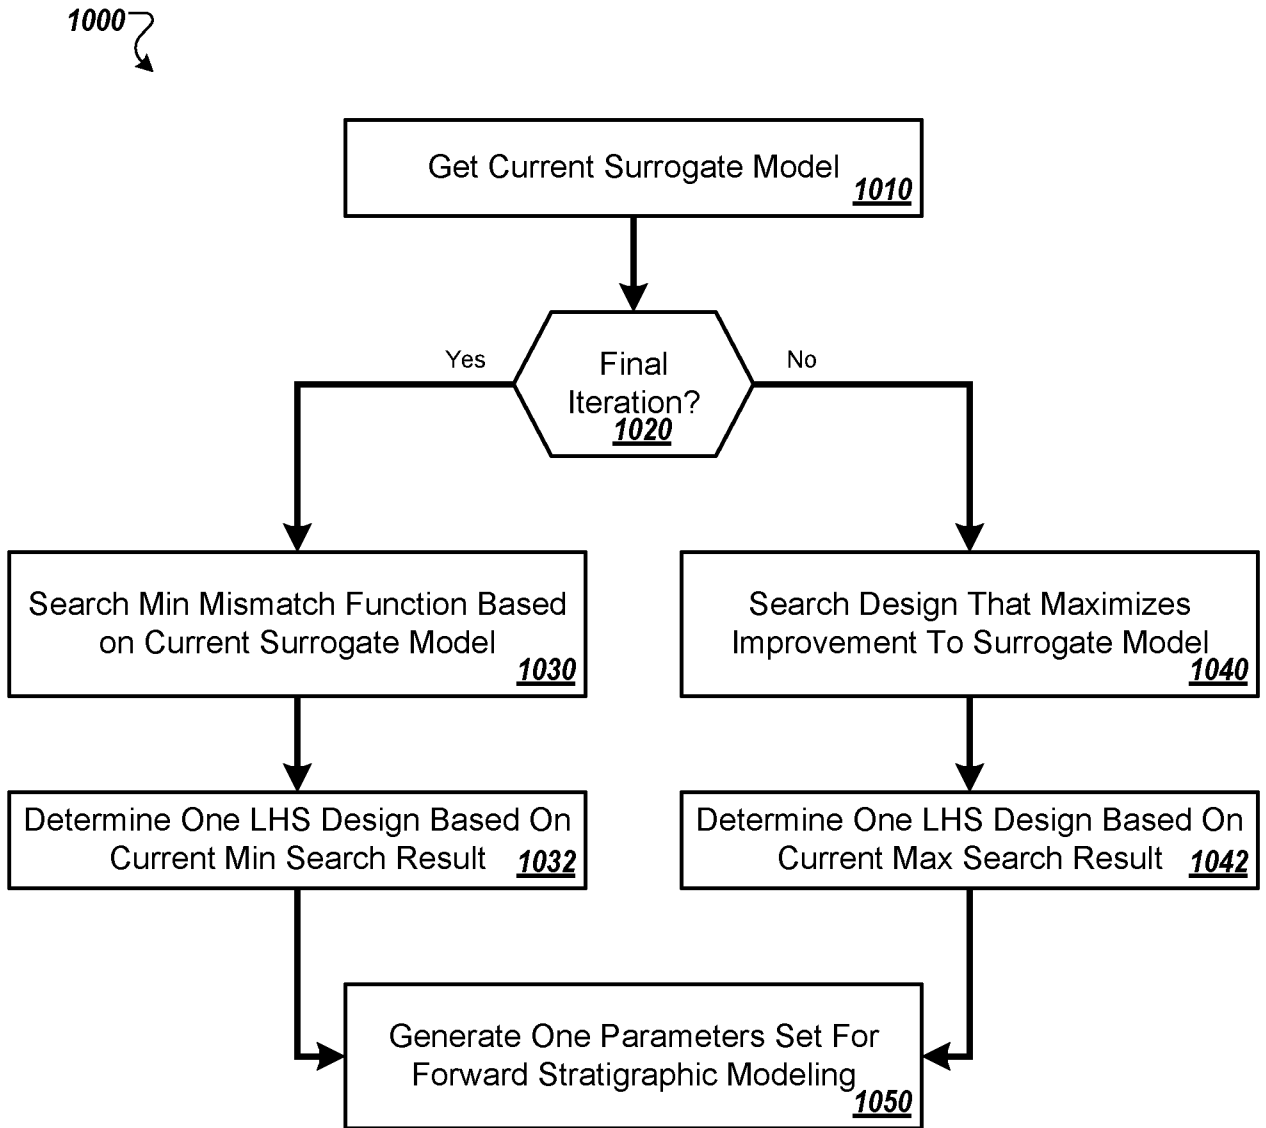 1000
Get Current Surrogate Model
1010
Yes
Final
No
Iteration?
1020
Search Min Mismatch Function Based
on Current Surrogate Model
1030
Search Design That Maximizes
Improvement To Surrogate Model
1040
Determine One LHS Design Based On
Current Min Search Result 1032
Determine One LHS Design Based On
Current Max Search Result 1042
Generate One Parameters Set For
Forward Stratigraphic Modeling
1050